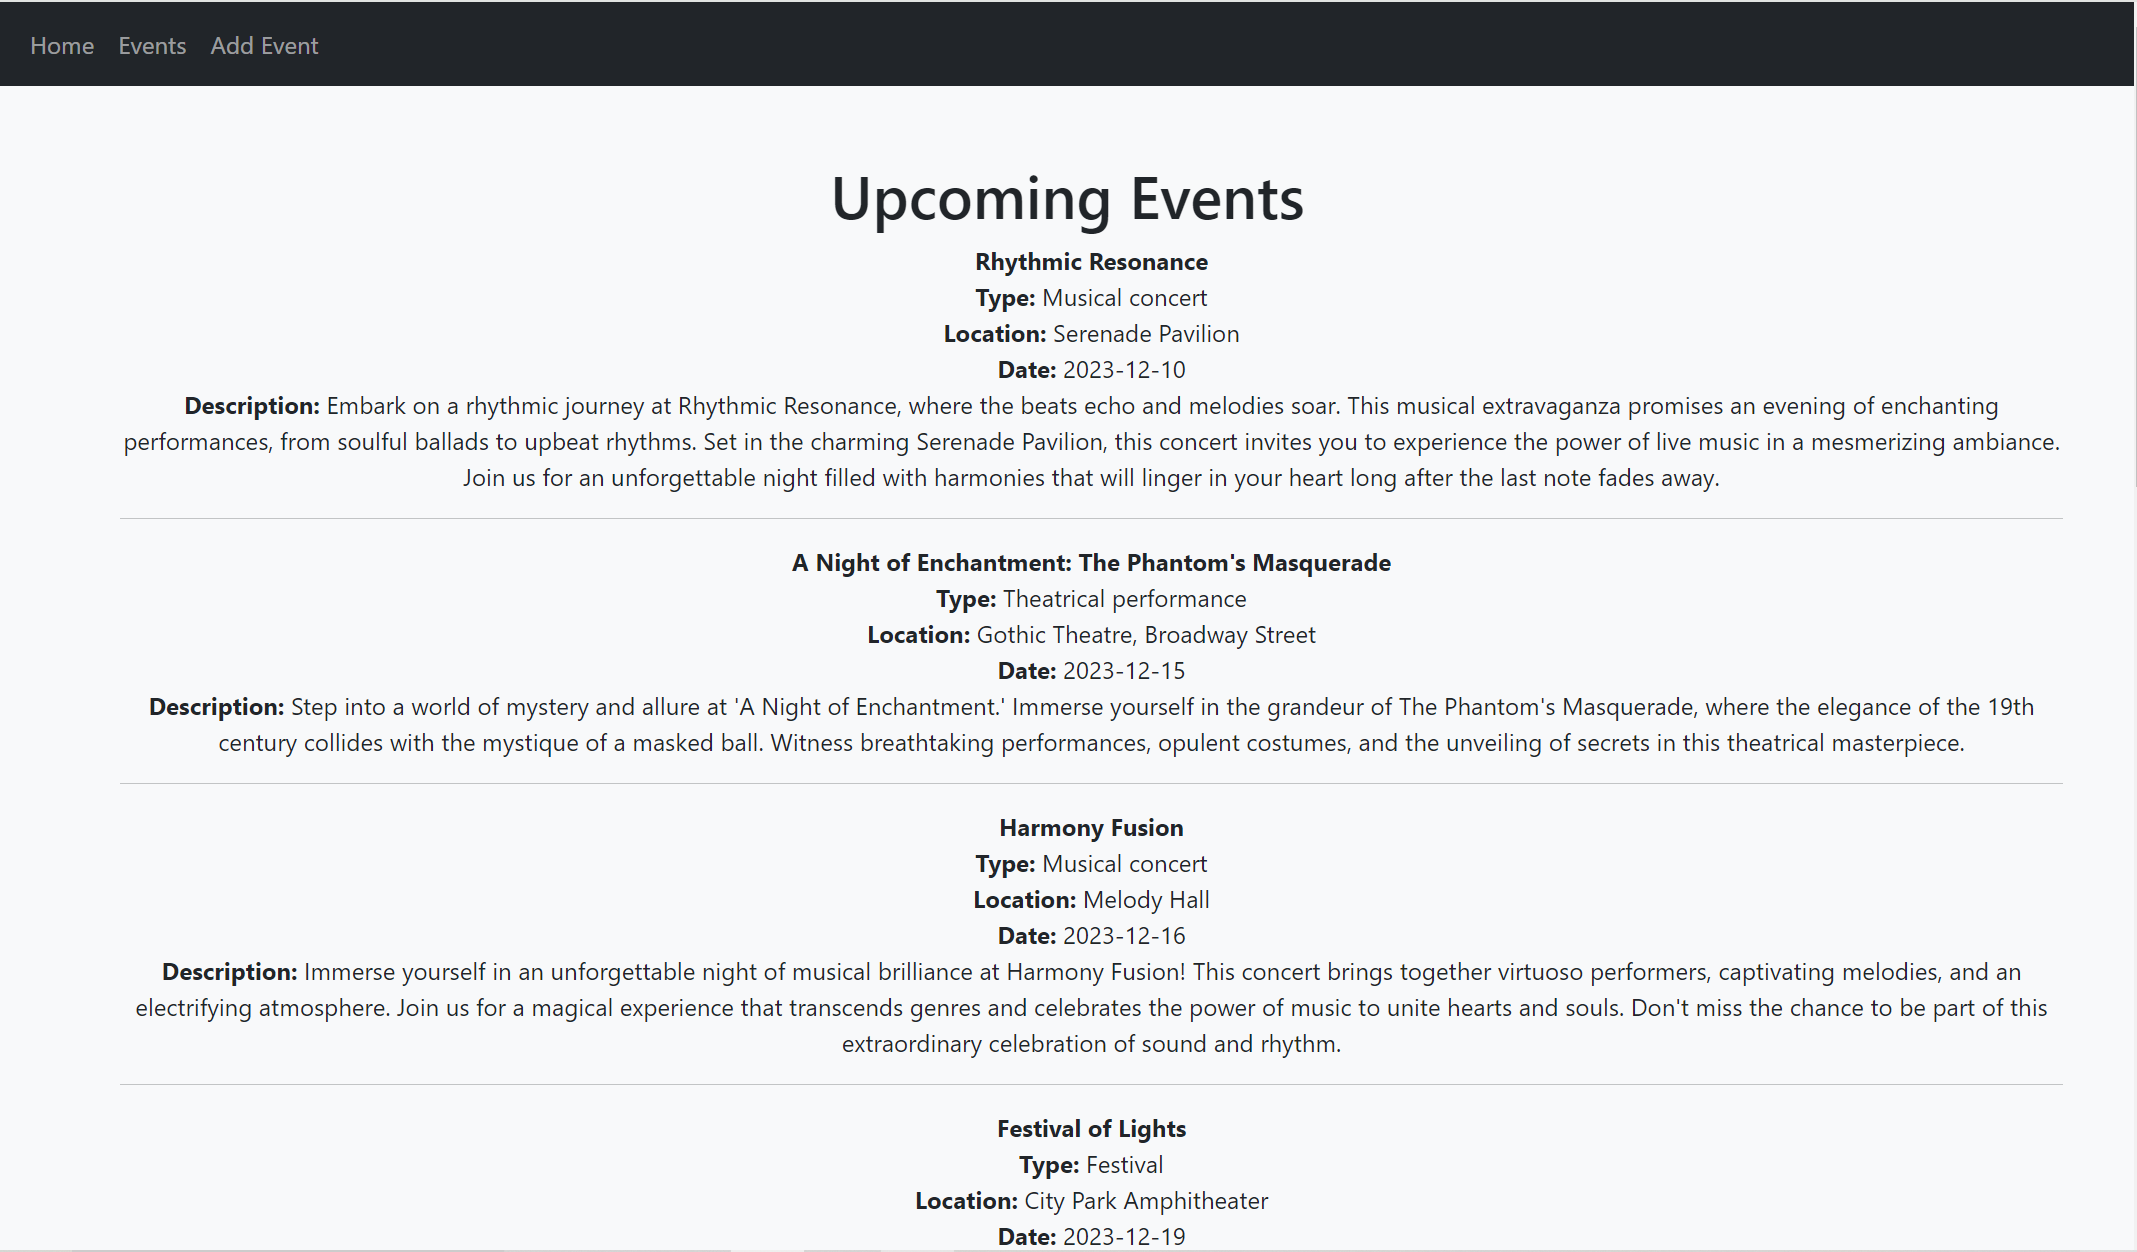 Home Events Add Event
Upcoming Events
Rhythmic Resonance
Type: Musical concert
Location: Serenade Pavilion
Date: 2023-12-10
Description: Embark on a rhythmic journey at Rhythmic Resonance, where the beats echo and melodies soar. This musical extravaganza promises an evening of enchanting
performances, from soulful ballads to upbeat rhythms. Set in the charming Serenade Pavilion, this concert invites you to experience the power of live music in a mesmerizing ambiance.
Join us for an unforgettable night filled with harmonies that will linger in your heart long after the last note fades away.
A Night of Enchantment: The Phantom's Masquerade
Type: Theatrical performance
Location: Gothic Theatre, Broadway Street
Date: 2023-12-15
Description: Step into a world of mystery and allure at 'A Night of Enchantment.' Immerse yourself in the grandeur of The Phantom's Masquerade, where the elegance of the 19th
century collides with the mystique of a masked ball. Witness breathtaking performances, opulent costumes, and the unveiling of secrets in this theatrical masterpiece.
Harmony Fusion
Type: Musical concert
Location: Melody Hall
Date: 2023-12-16
Description: Immerse yourself in an unforgettable night of musical brilliance at Harmony Fusion! This concert brings together virtuoso performers, captivating melodies, and an
electrifying atmosphere. Join us for a magical experience that transcends genres and celebrates the power of music to unite hearts and souls. Don't miss the chance to be part of this
extraordinary celebration of sound and rhythm.
Festival of Lights
Type: Festival
Location: City Park Amphitheater
Date: 2023-12-19